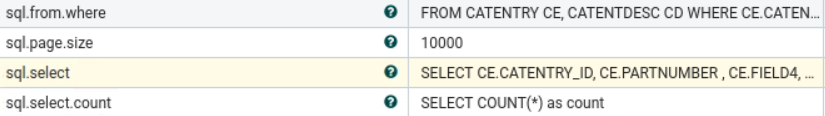 sql.from.where ? FROM CATENTRY CE, CATENTDESC CD WHERE CE.CATEN...
sql.page.size ? 10000
sql.select ? SELECT CE.CATENTRY_ID, CE.PARTNUMBER , CE.FIELD4, ...
sql.select.count ? SELECT COUNT(*) as count